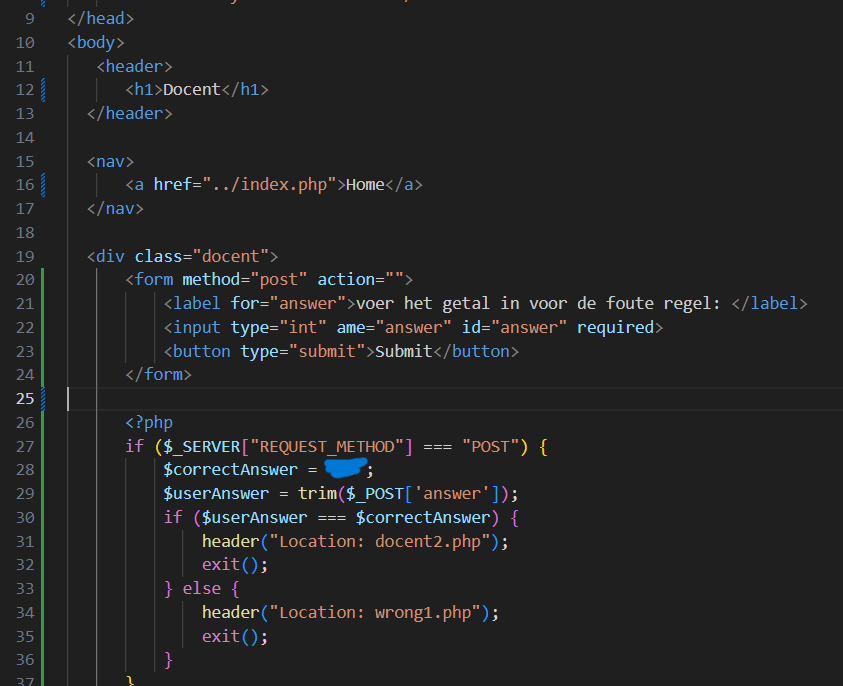 9 </head>
10 <body>
11 <header>
12 <h1>Docent</h1>
13 </header>
14
15 <nav>
16 <a href="../index.php">Home</a>
17 </nav>
18
19 <div class="docent">
20 <form method="post" action="">
21 <label for="answer">voer het getal in voor de foute regel: </label>
22 <input type="int" ame="answer" id="answer" required>
23 <button type="submit">Submit</button>
24 </form>
25
26 <?php
27 if ($_SERVER["REQUEST_METHOD"] === "POST") {
28 $correctAnswer = ;
29 $userAnswer = trim($_POST['answer']);
30 if ($userAnswer === $correctAnswer) {
31 header("Location: docent2.php");
32 exit();
33 } else {
34 header("Location: wrong1.php");
35 exit();
36 }
37 }